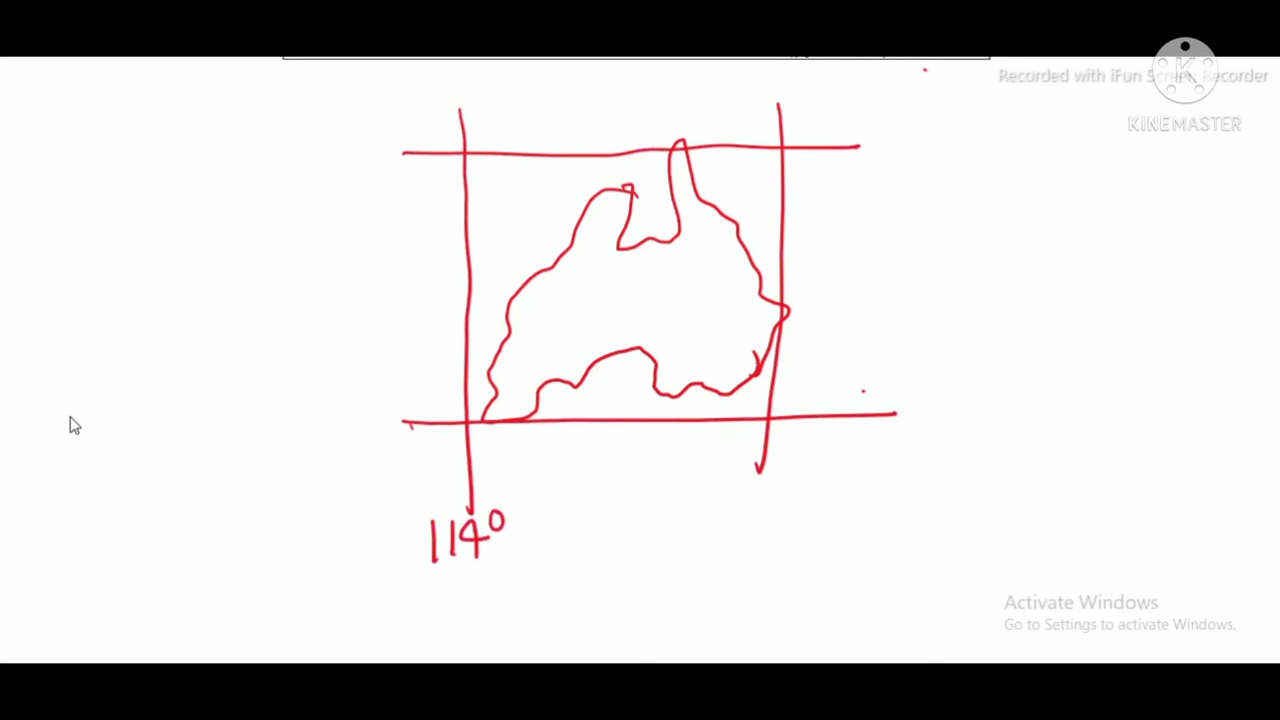 Recorded with iFun Screen Recorder
KINEMASTER
114°
Activate Windows
Go to Settings to activate Windows.